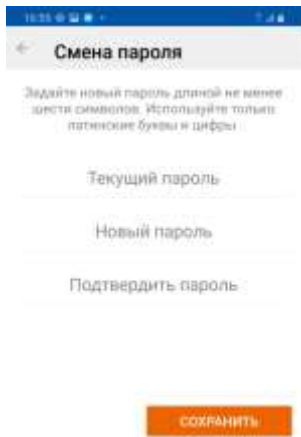 Смена пароля
Задайте новый пароль длиной не менее
шести символов. Используйте только
латинские буквы и цифры
Текущий пароль
Новый пароль
Подтвердить пароль
СОХРАНИТЬ